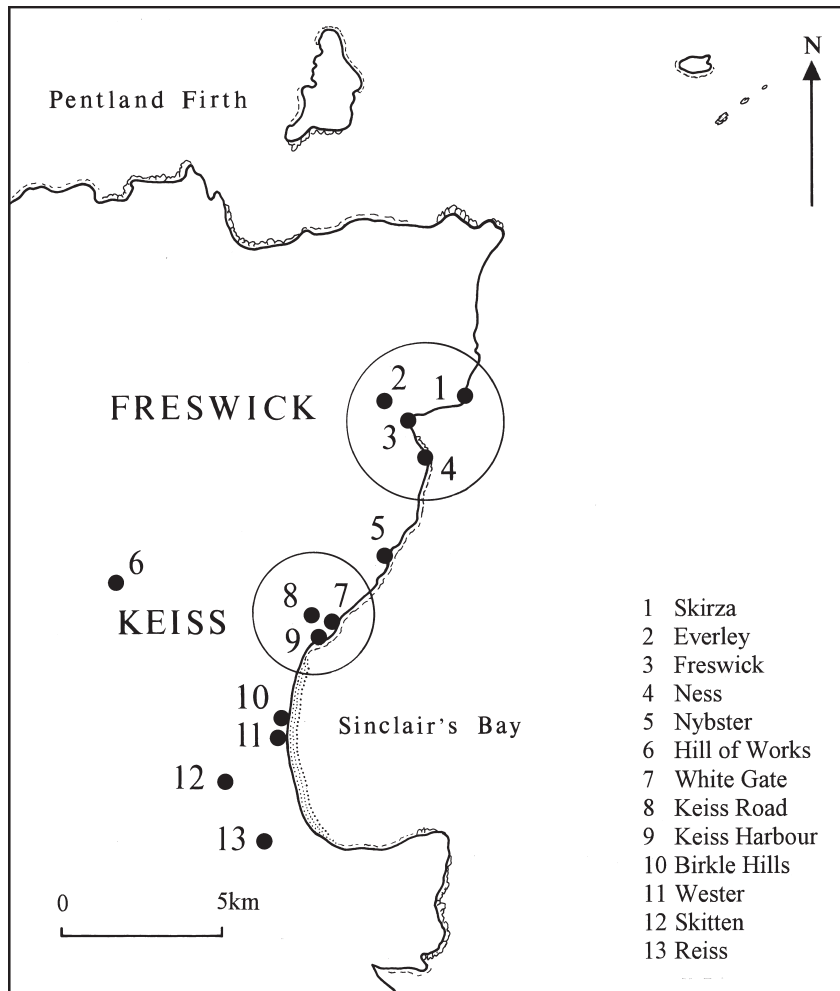 N
Pentland Firth
2
1
FRESWICK
3
4
5
6
8
7
KEISS
9
10
Sinclair's Bay
11
12
13
0 5km
1 Skirza
2 Everley
3 Freswick
4 Ness
5 Nybster
6 Hill of Works
7 White Gate
8 Keiss Road
9 Keiss Harbour
10 Birkle Hills
11 Wester
12 Skitten
13 Reiss